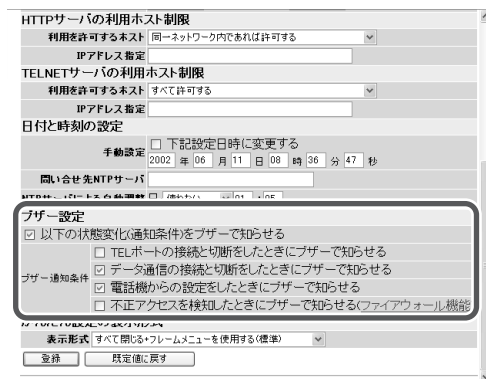 HTTPサーバの利用ホスト制限
利用を許可するホスト 同一ネットワーク内であれば許可する
IPアドレス指定
TELNETサーバの利用ホスト制限
利用を許可するホスト すべて許可する
IPアドレス指定
日付と時刻の設定
手動設定 下記設定日時に変更する
2002 年 06 月 11 日 08 時 36 分 47 秒
問い合せ先NTPサーバ
NTPサーバによる自動調整
ブザー設定
以下の状態変化(通知条件)をブザーで知らせる
ブザー通知条件
TELポートの接続と切断をしたときにブザーで知らせる
データ通信の接続と切断をしたときにブザーで知らせる
電話機からの設定をしたときにブザーで知らせる
不正アクセスを検知したときにブザーで知らせる(ファイアウォール機能
表示形式 すべて閉じる+フレームメニューを使用する(標準)
登録 既定値に戻す